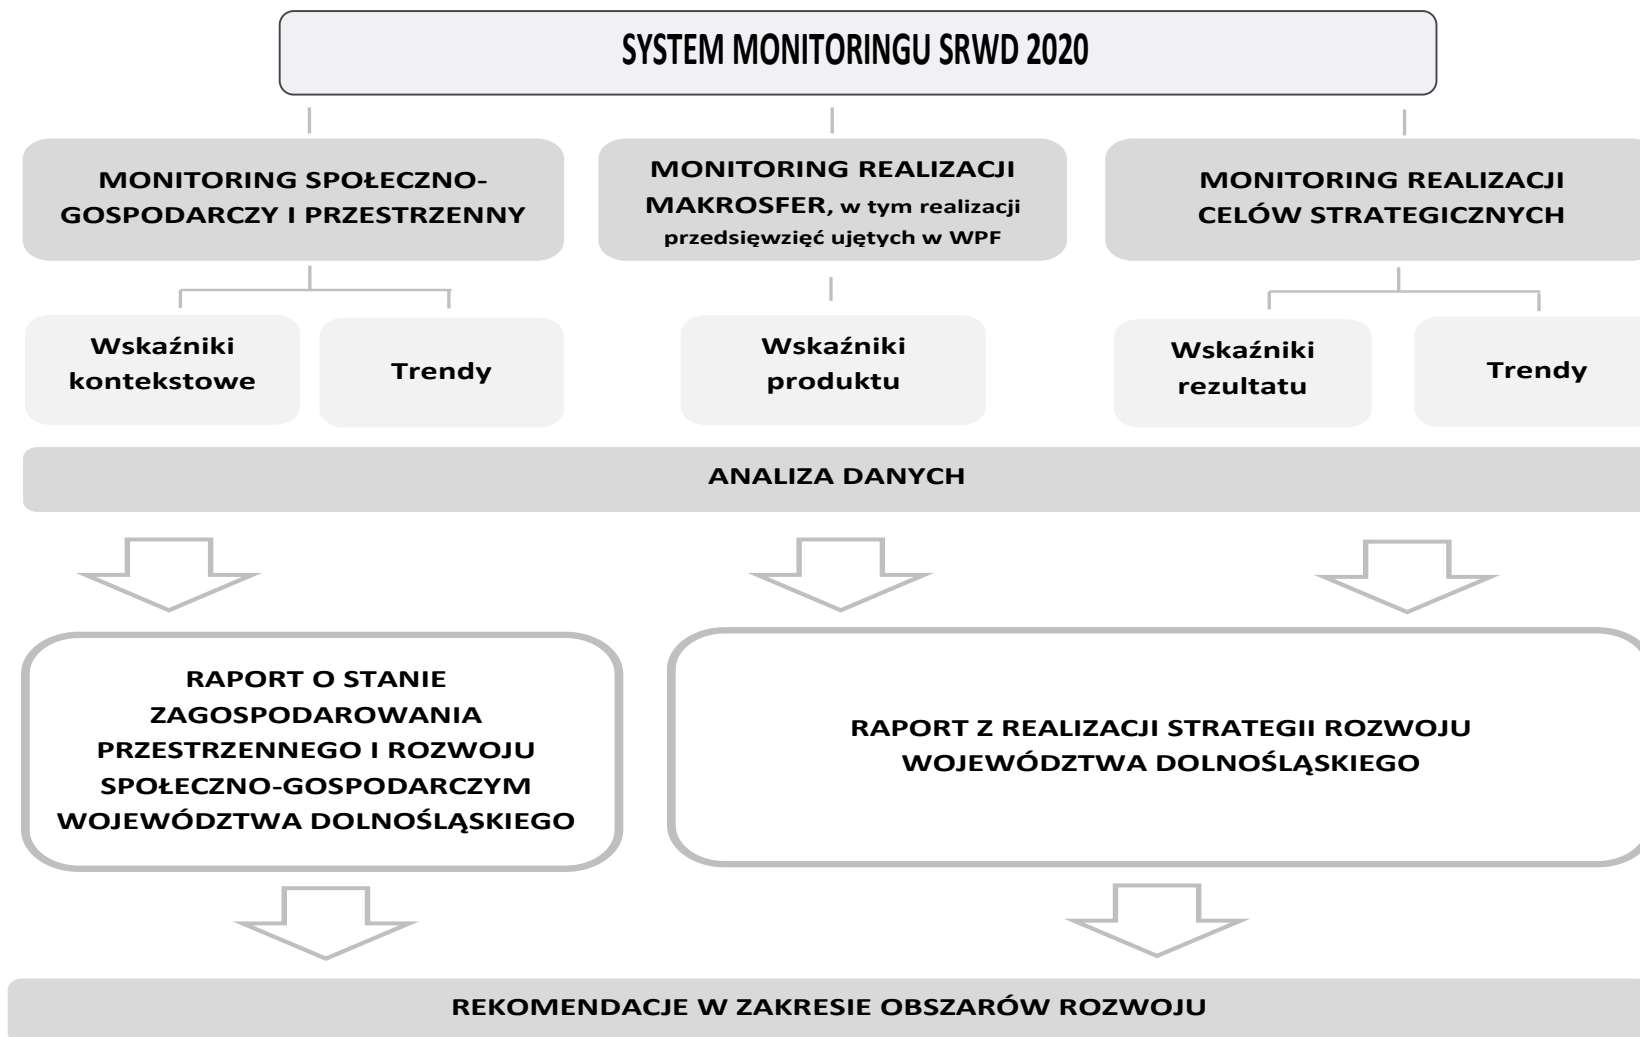 SYSTEM MONITORINGU SRWD 2020
MONITORING SPOŁECZNO-
GOSPODARCZY I PRZESTRZENNY
MONITORING REALIZACJI
MAKROSFER, w tym realizacji
przedsięwzięć ujętych w WPF
MONITORING REALIZACJI
CELÓW STRATEGICZNYCH
Wskaźniki
kontekstowe
Trendy
Wskaźniki
produktu
Wskaźniki
rezultatu
Trendy
ANALIZA DANYCH
RAPORT O STANIE
ZAGOSPODAROWANIA
PRZESTRZENNEGO I ROZWOJU
SPOŁECZNO-GOSPODARCZYM
WOJEWÓDZTWA DOLNOŚLĄSKIEGO
RAPORT Z REALIZACJI STRATEGII ROZWOJU
WOJEWÓDZTWA DOLNOŚLĄSKIEGO
REKOMENDACJE W ZAKRESIE OBSZARÓW ROZWOJU